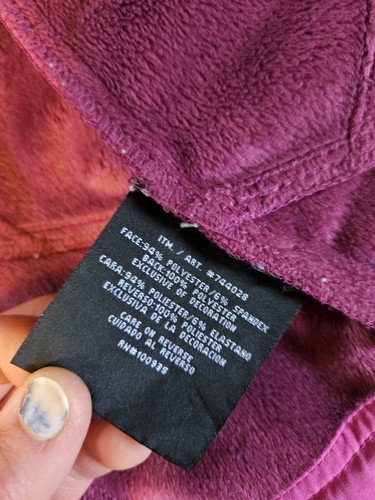 ITM. / ART. #744028
FACE:94% POLYESTER/6% SPANDEX
BACK:100% POLYESTER
EXCLUSIVE OF DECORATION
CARA:94% POLIESTER/6% ELASTANO
REVERSO:100% POLIESTER
EXCLUSIVA DE LA DECORACION
CARE ON REVERSE
CUIDADO AL REVERSO
RN#100935